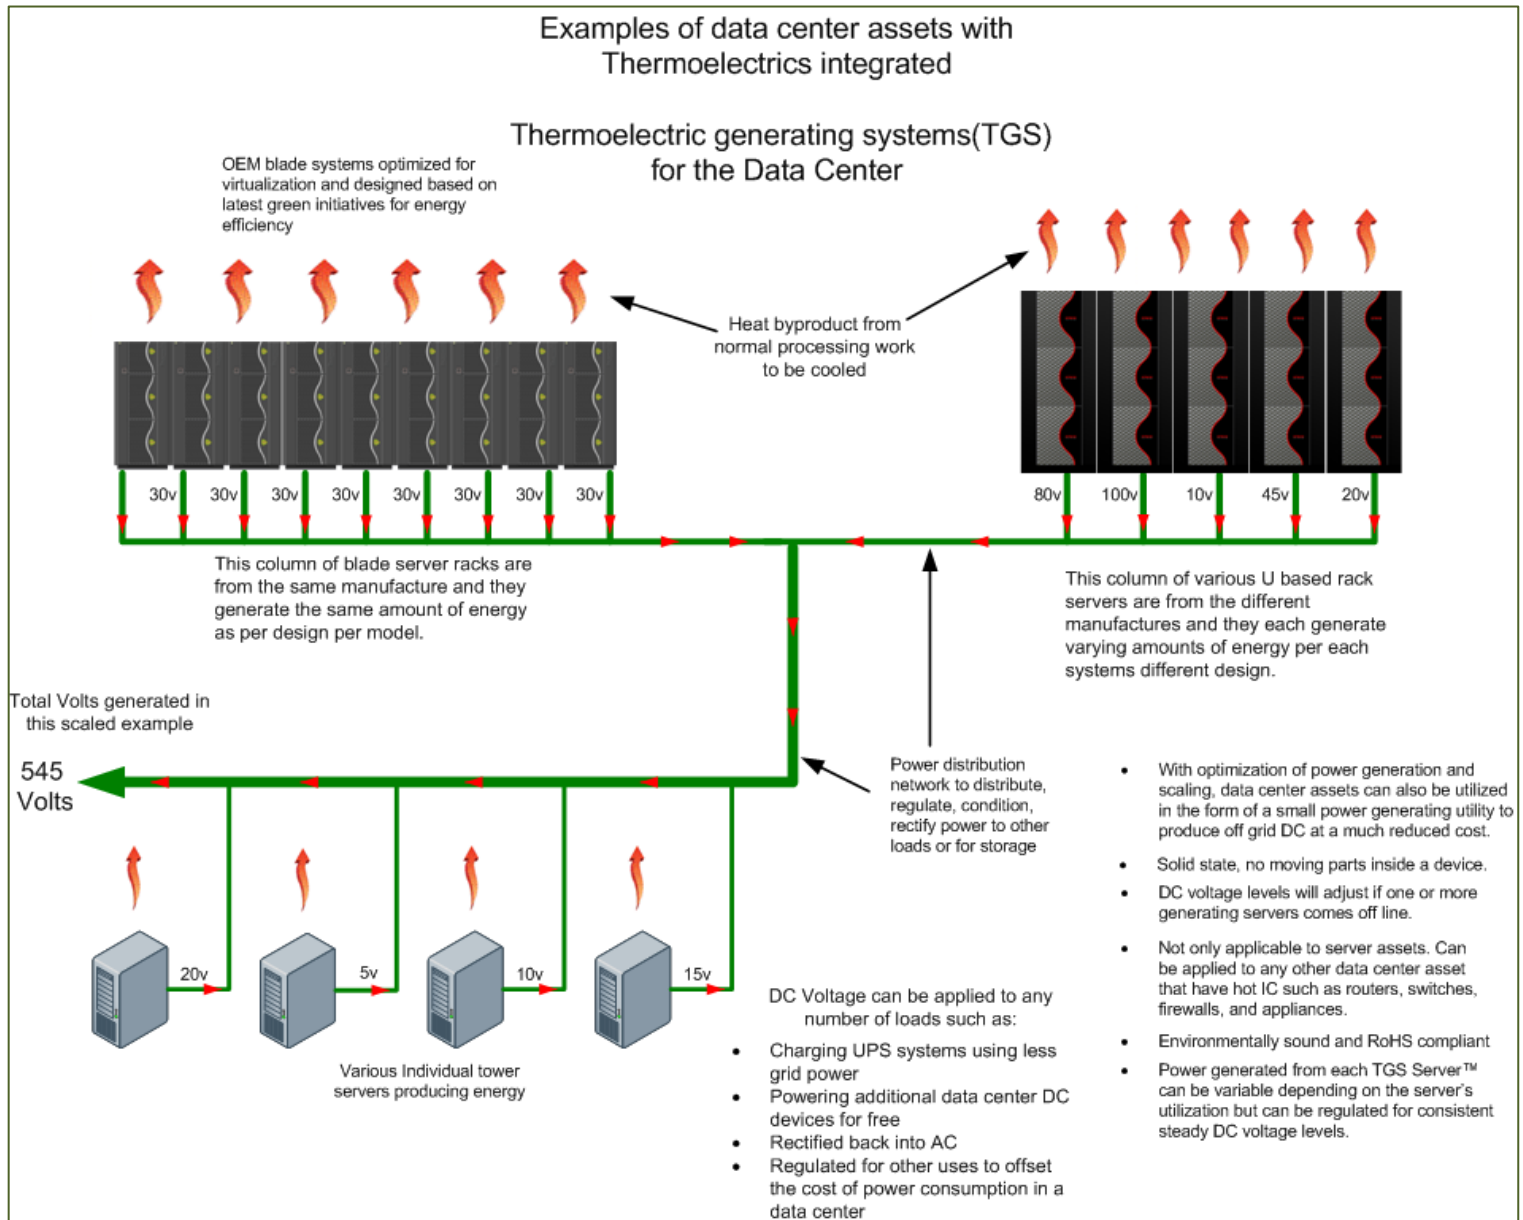 Examples of data center assets with
Thermoelectrics integrated
Thermoelectric generating systems(TGS)
for the Data Center
OEM blade systems optimized for
virtualization and designed based on
latest green initiatives for energy
efficiency
Heat byproduct from
normal processing work
to be cooled
30v 30v 30v 30v 30v 30v 30v 30v
80v 100v 10v 45v 20v
This column of blade server racks are
from the same manufacture and they
generate the same amount of energy
as per design per model.
This column of various U based rack
servers are from the different
manufactures and they each generate
varying amounts of energy per each
systems different design.
Total Volts generated in
this scaled example
545
Volts
Power distribution
network to distribute,
regulate, condition,
rectify power to other
loads or for storage
20v 5v 10v 15v
Various Individual tower
servers producing energy
DC Voltage can be applied to any
number of loads such as:
• Charging UPS systems using less
grid power
• Powering additional data center DC
devices for free
• Rectified back into AC
• Regulated for other uses to offset
the cost of power consumption in a
data center
• With optimization of power generation and
scaling, data center assets can also be utilized
in the form of a small power generating utility to
produce off grid DC at a much reduced cost.
• Solid state, no moving parts inside a device.
• DC voltage levels will adjust if one or more
generating servers comes off line.
• Not only applicable to server assets. Can
be applied to any other data center asset
that have hot IC such as routers, switches,
firewalls, and appliances.
• Environmentally sound and RoHS compliant
• Power generated from each TGS Server™
can be variable depending on the server's
utilization but can be regulated for consistent
steady DC voltage levels.